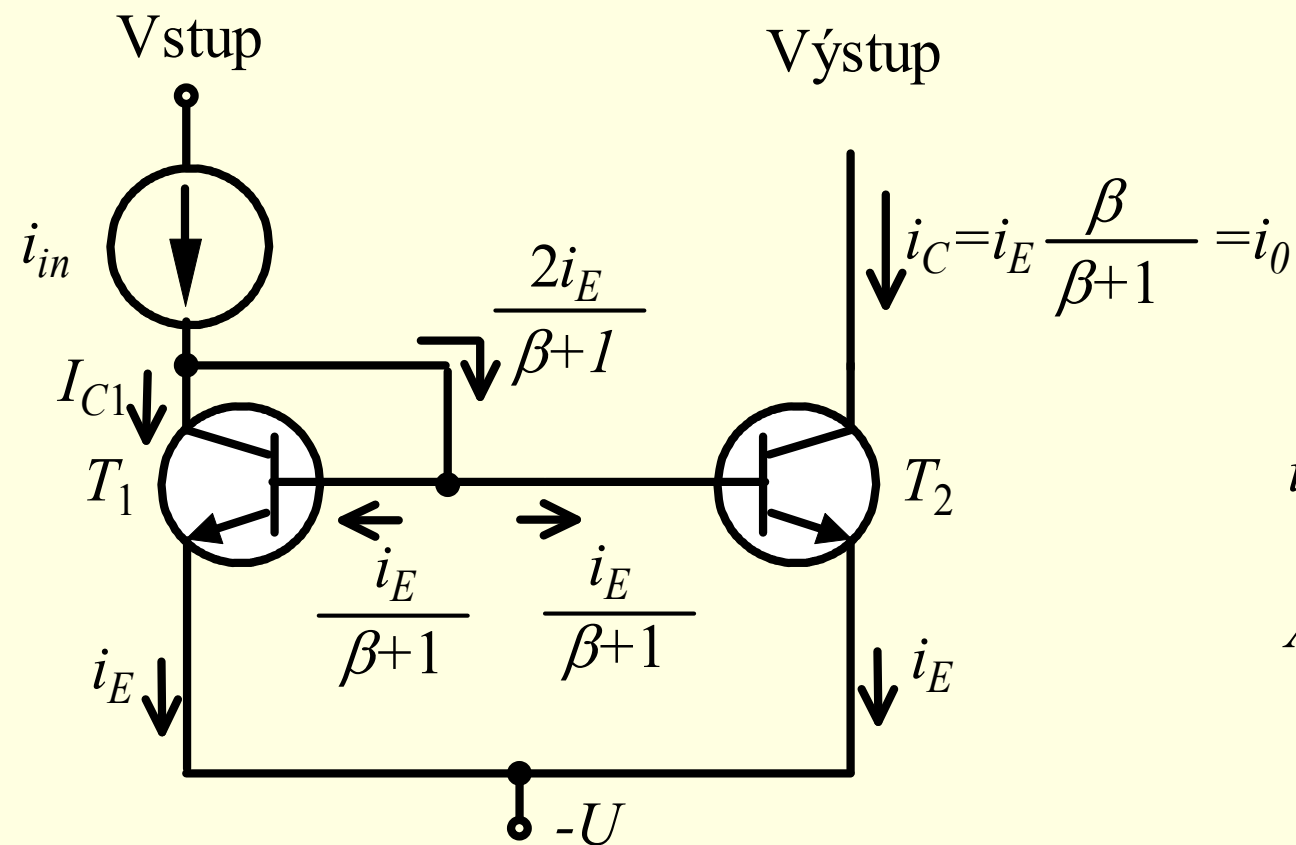 Vstup
Výstup
i_in
i_C=i_E β/(β+1) =i_0
2i_E/(β+1)
I_C1
T_1
T_2
i_E/(β+1)
i_E/(β+1)
i_E
i_E
-U